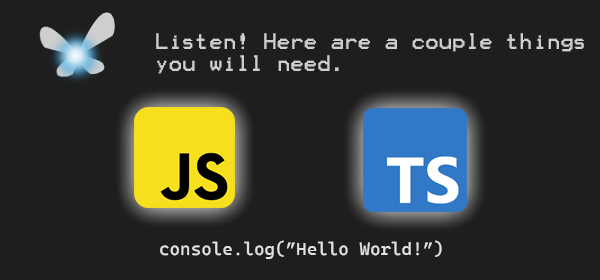 Listen! Here are a couple things
you will need.
JS
TS
console.log("Hello World!")